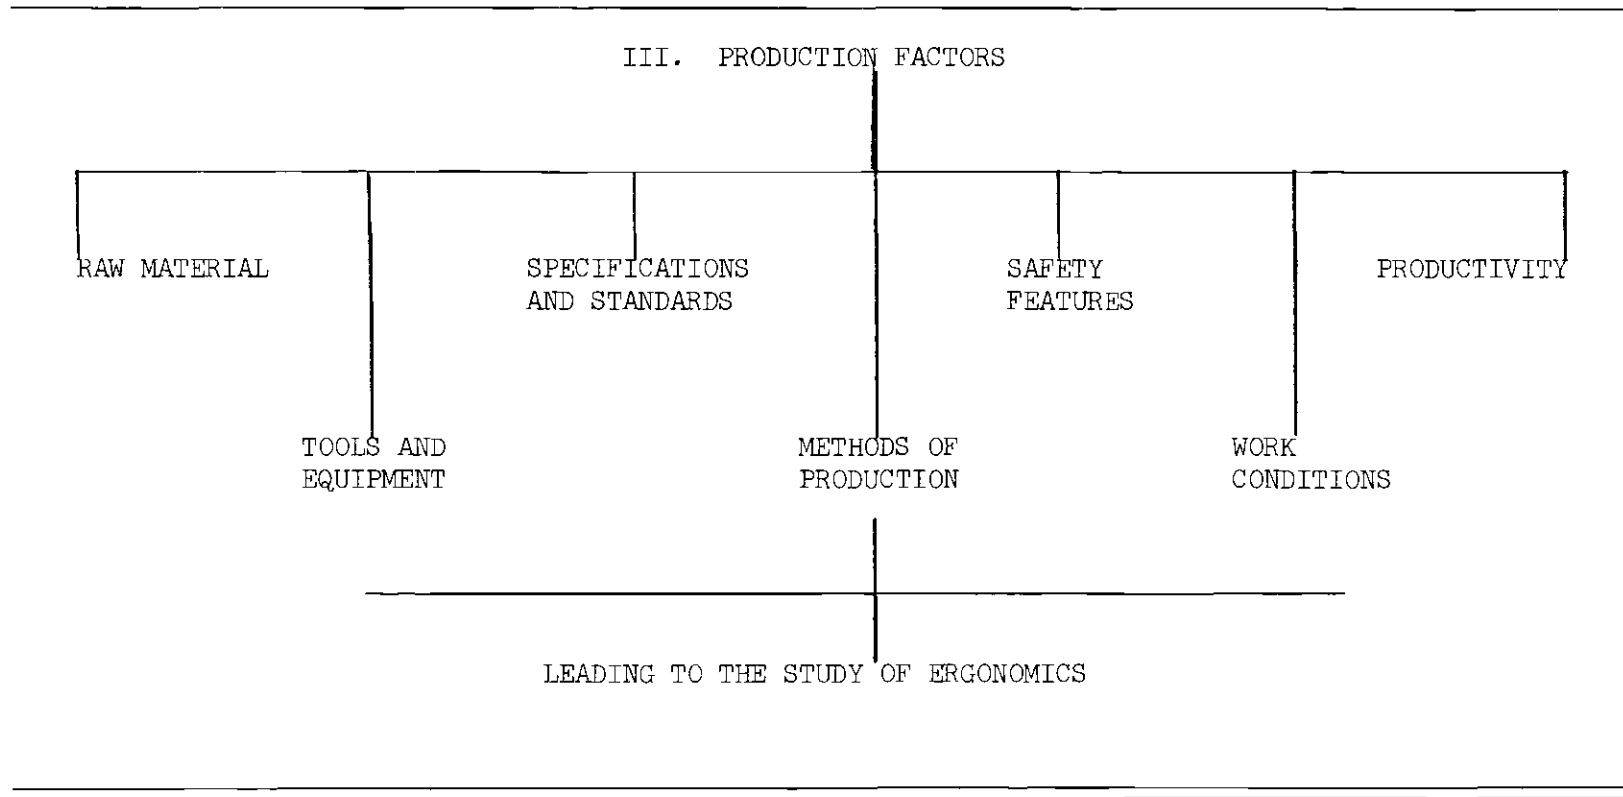 III. PRODUCTION FACTORS
RAW MATERIAL
SPECIFICATIONS
AND STANDARDS
SAFETY
FEATURES
PRODUCTIVITY
TOOLS AND
EQUIPMENT
METHODS OF
PRODUCTION
WORK
CONDITIONS
LEADING TO THE STUDY OF ERGONOMICS